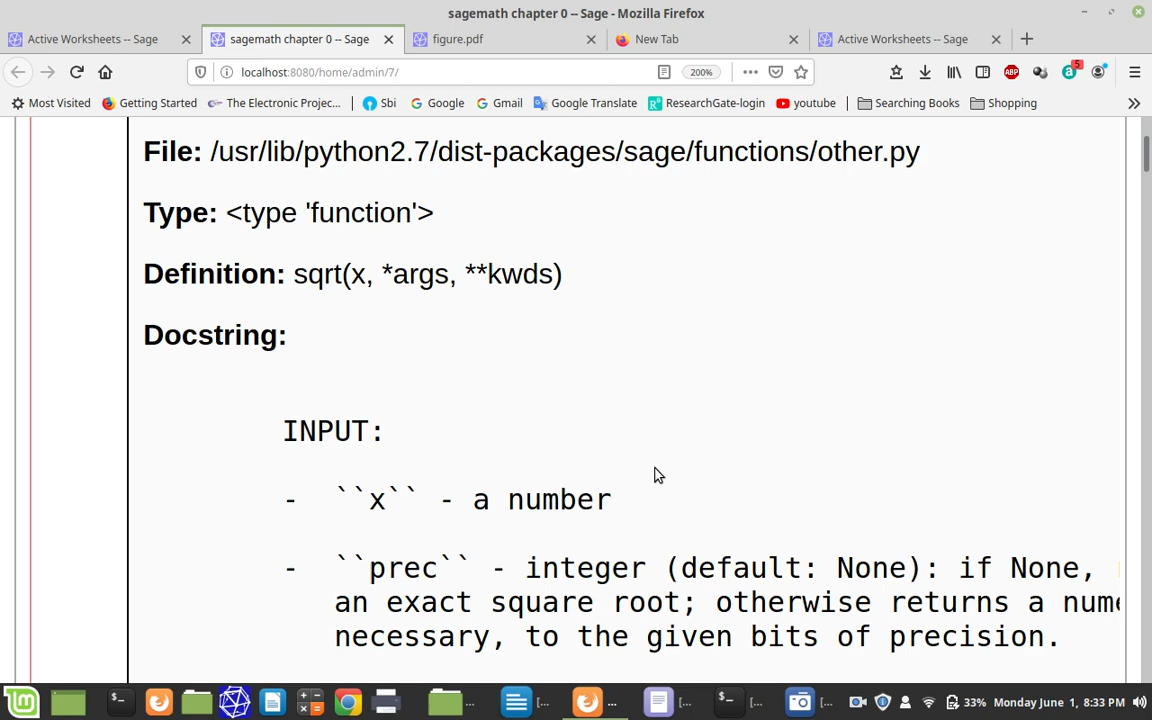 sagemath chapter 0 -- Sage - Mozilla Firefox
Active Worksheets -- Sage
sagemath chapter 0 -- Sage
figure.pdf
New Tab
Active Worksheets -- Sage
localhost:8080/home/admin/7/
200%
5
Most Visited
Getting Started
The Electronic Projec...
Sbi
Google
Gmail
Google Translate
ResearchGate-login
youtube
Searching Books
Shopping
File: /usr/lib/python2.7/dist-packages/sage/functions/other.py
Type: <type 'function'>
Definition: sqrt(x, *args, **kwds)
Docstring:
INPUT:
- ``x`` - a number
- ``prec`` - integer (default: None): if None,
an exact square root; otherwise returns a nume
necessary, to the given bits of precision.
33% Monday June 1, 8:33 PM